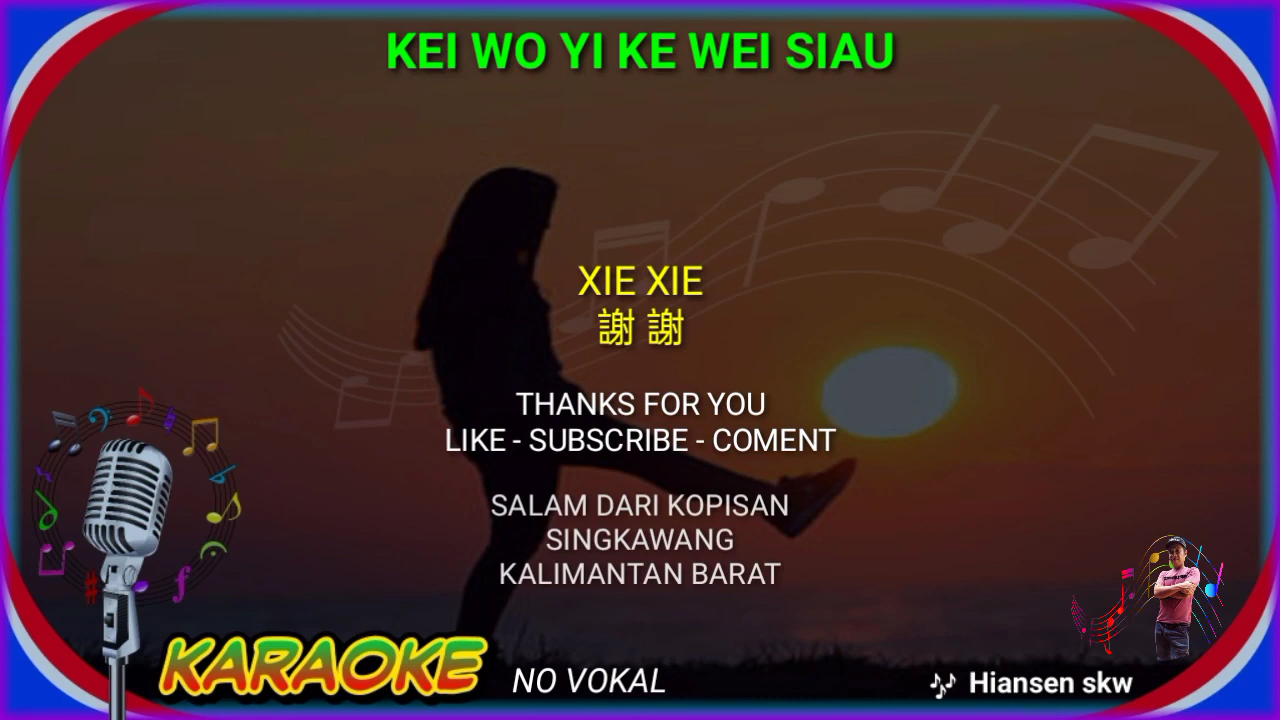 KEI WO YI KE WEI SIAU
XIE XIE
謝 謝
THANKS FOR YOU
LIKE - SUBSCRIBE - COMENT
SALAM DARI KOPISAN
SINGKAWANG
KALIMANTAN BARAT
KARAOKE NO VOKAL
Hiansen skw